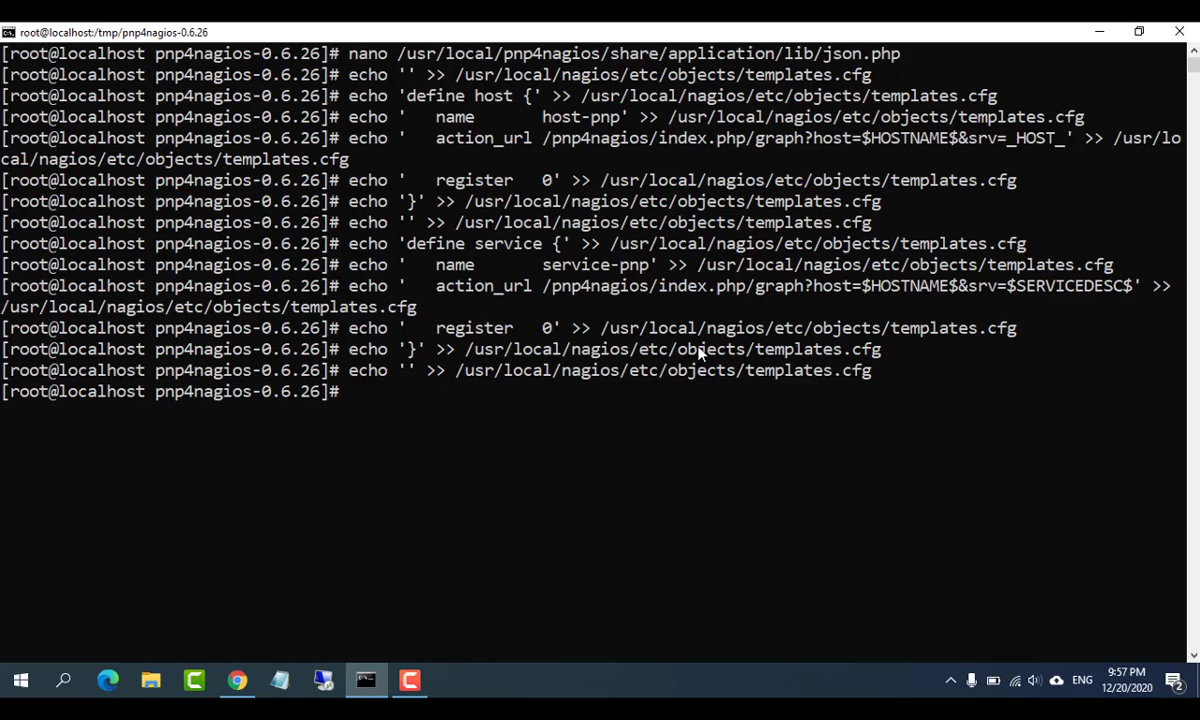 root@localhost:/tmp/pnp4nagios-0.6.26
[root@localhost pnp4nagios-0.6.26]# nano /usr/local/pnp4nagios/share/application/lib/json.php
[root@localhost pnp4nagios-0.6.26]# echo '' >> /usr/local/nagios/etc/objects/templates.cfg
[root@localhost pnp4nagios-0.6.26]# echo 'define host {' >> /usr/local/nagios/etc/objects/templates.cfg
[root@localhost pnp4nagios-0.6.26]# echo '   name       host-pnp' >> /usr/local/nagios/etc/objects/templates.cfg
[root@localhost pnp4nagios-0.6.26]# echo '   action_url /pnp4nagios/index.php/graph?host=$HOSTNAME$&srv=_HOST_' >> /usr/lo
cal/nagios/etc/objects/templates.cfg
[root@localhost pnp4nagios-0.6.26]# echo '   register   0' >> /usr/local/nagios/etc/objects/templates.cfg
[root@localhost pnp4nagios-0.6.26]# echo '}' >> /usr/local/nagios/etc/objects/templates.cfg
[root@localhost pnp4nagios-0.6.26]# echo '' >> /usr/local/nagios/etc/objects/templates.cfg
[root@localhost pnp4nagios-0.6.26]# echo 'define service {' >> /usr/local/nagios/etc/objects/templates.cfg
[root@localhost pnp4nagios-0.6.26]# echo '   name       service-pnp' >> /usr/local/nagios/etc/objects/templates.cfg
[root@localhost pnp4nagios-0.6.26]# echo '   action_url /pnp4nagios/index.php/graph?host=$HOSTNAME$&srv=$SERVICEDESC$' >>
/usr/local/nagios/etc/objects/templates.cfg
[root@localhost pnp4nagios-0.6.26]# echo '   register   0' >> /usr/local/nagios/etc/objects/templates.cfg
[root@localhost pnp4nagios-0.6.26]# echo '}' >> /usr/local/nagios/etc/objects/templates.cfg
[root@localhost pnp4nagios-0.6.26]# echo '' >> /usr/local/nagios/etc/objects/templates.cfg
[root@localhost pnp4nagios-0.6.26]#
ENG
9:57 PM
12/20/2020
2